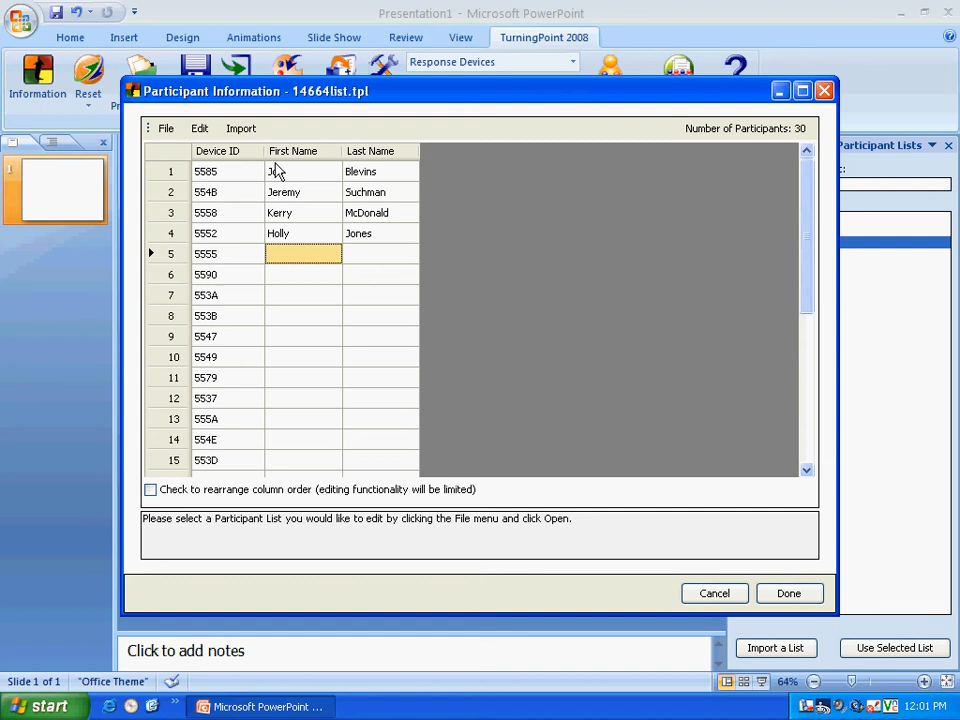 Presentation1 - Microsoft PowerPoint
Home Insert Design Animations Slide Show Review View TurningPoint 2008
Response Devices
Information Reset
Participant Information - 14664list.tpl
File Edit Import Number of Participants: 30
Participant Lists
Device ID First Name Last Name
1 5585 Blevins
2 554B Jeremy Suchman
3 5558 Kerry McDonald
4 5552 Holly Jones
5 5555
6 5590
7 553A
8 553B
9 5547
10 5549
11 5579
12 5537
13 555A
14 554E
15 553D
1
Check to rearrange column order (editing functionality will be limited)
Please select a Participant List you would like to edit by clicking the File menu and click Open.
Cancel Done
Click to add notes
Import a List Use Selected List
Slide 1 of 1 "Office Theme" 64%
start Microsoft PowerPoint ... 12:01 PM